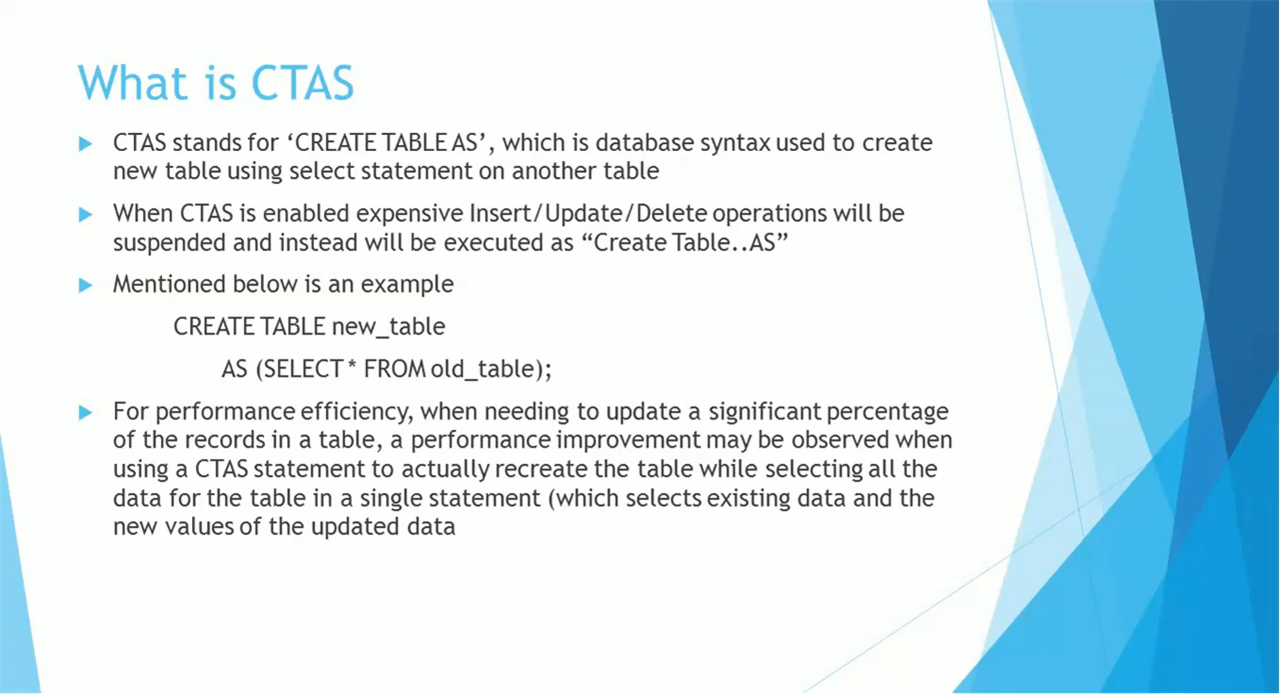 What is CTAS
CTAS stands for ‘CREATE TABLE AS’, which is database syntax used to create
new table using select statement on another table
When CTAS is enabled expensive Insert/Update/Delete operations will be
suspended and instead will be executed as “Create Table..AS”
Mentioned below is an example
CREATE TABLE new_table
AS (SELECT * FROM old_table);
For performance efficiency, when needing to update a significant percentage
of the records in a table, a performance improvement may be observed when
using a CTAS statement to actually recreate the table while selecting all the
data for the table in a single statement (which selects existing data and the
new values of the updated data